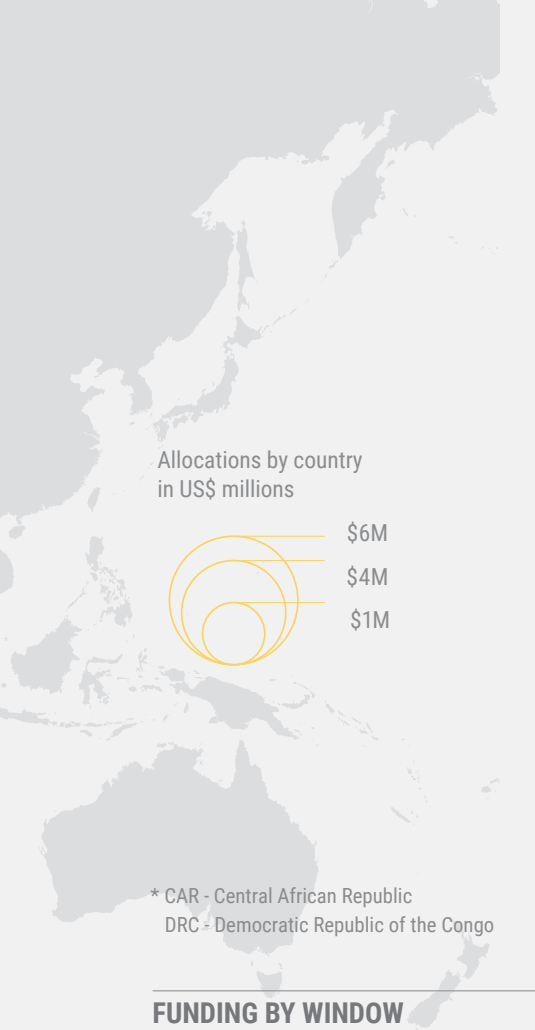 Allocations by country
in US$ millions
$6M
$4M
$1M
* CAR - Central African Republic
DRC - Democratic Republic of the Congo
FUNDING BY WINDOW